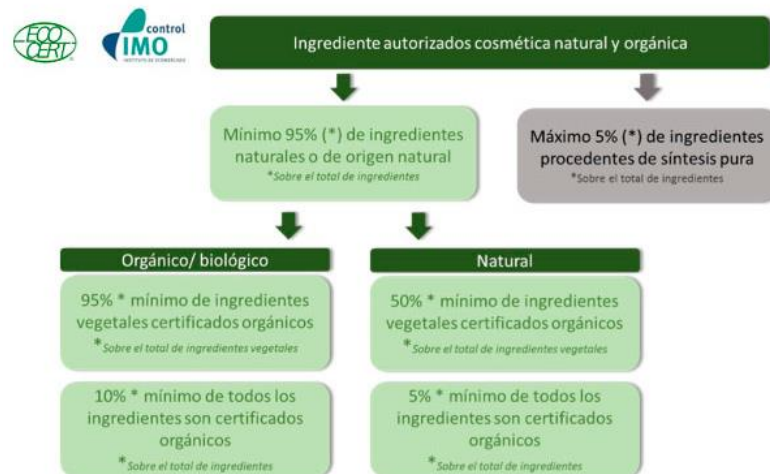 ECO
CERT
control
IMO
INSTITUTO DE ECOMERCADO
Ingrediente autorizados cosmética natural y orgánica
Mínimo 95% (*) de ingredientes
naturales o de origen natural
*Sobre el total de ingredientes
Máximo 5% (*) de ingredientes
procedentes de síntesis pura
*Sobre el total de ingredientes
Orgánico/ biológico
95% * mínimo de ingredientes
vegetales certificados orgánicos
*Sobre el total de ingredientes vegetales
10% * mínimo de todos los
ingredientes son certificados
orgánicos
*Sobre el total de ingredientes
Natural
50% * mínimo de ingredientes
vegetales certificados orgánicos
*Sobre el total de ingredientes vegetales
5% * mínimo de todos los
ingredientes son certificados
orgánicos
*Sobre el total de ingredientes